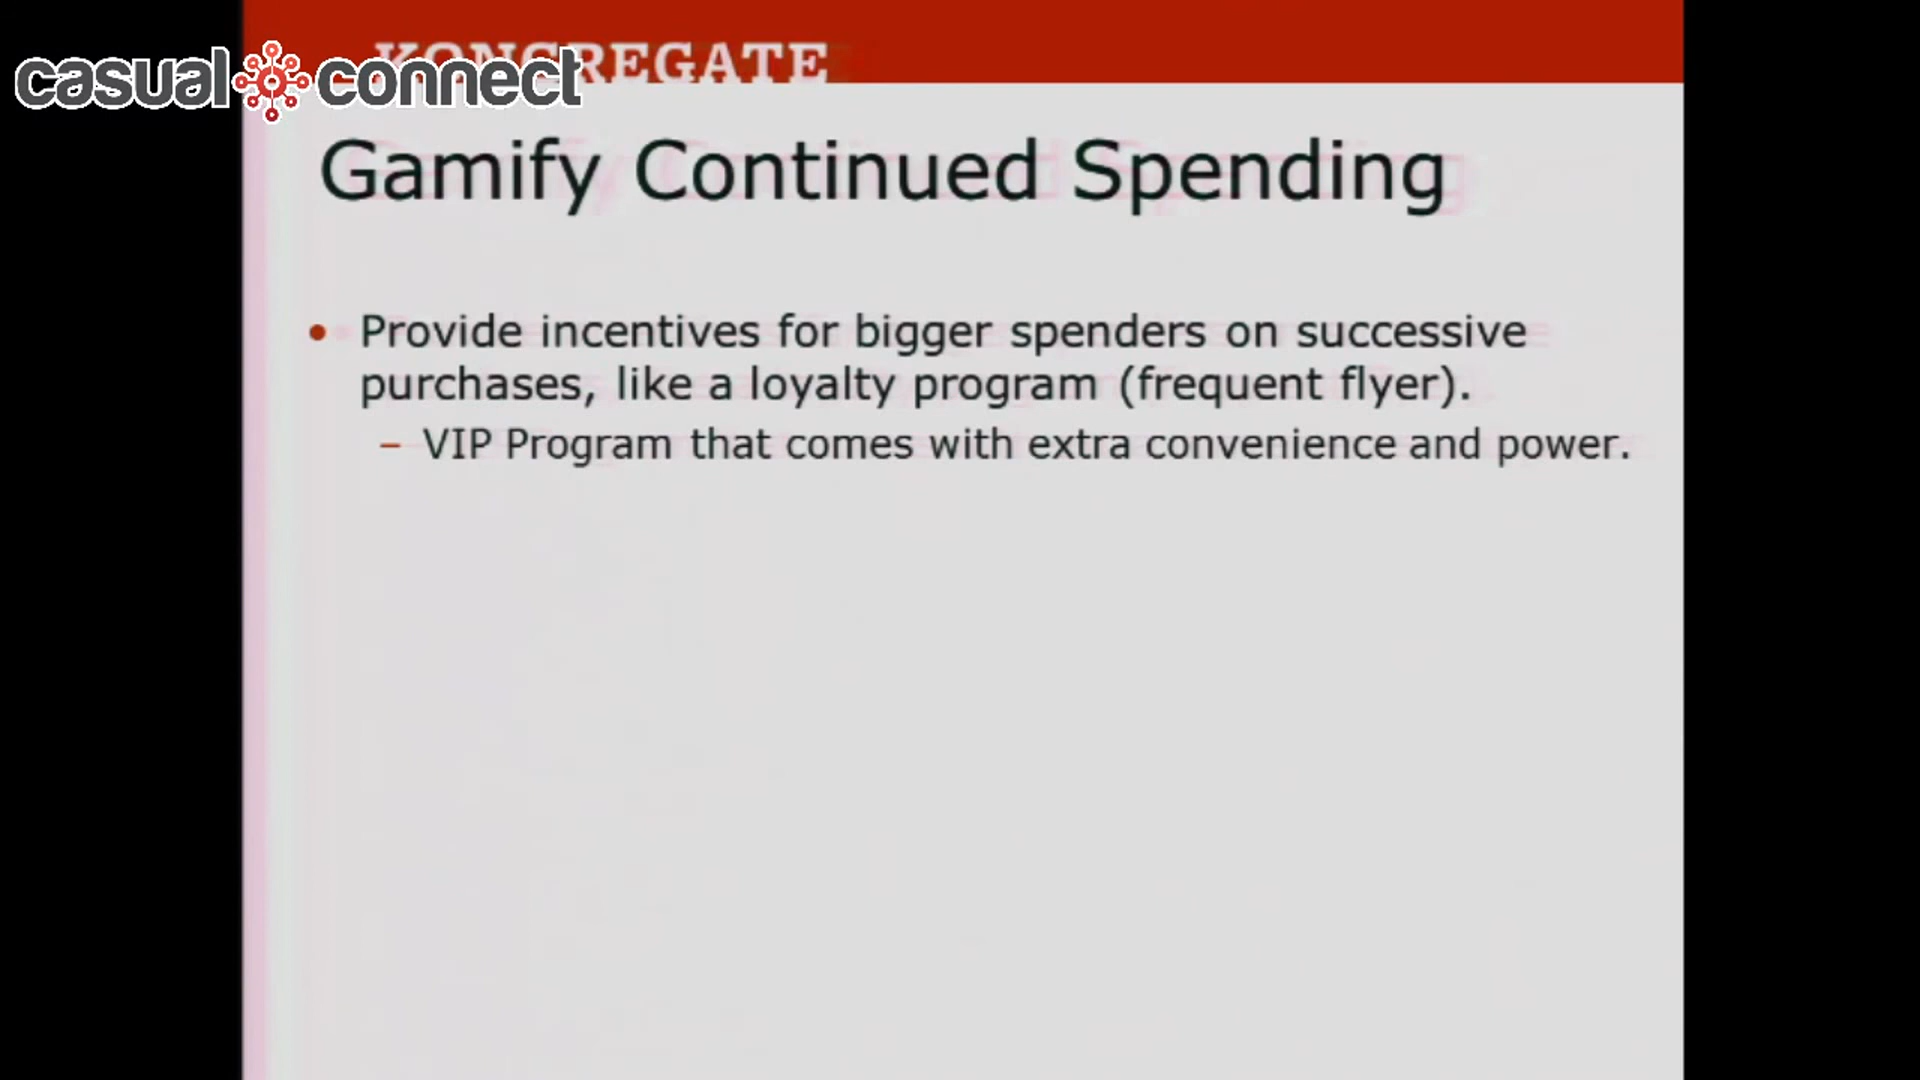 KONGREGATE
casual connect
Gamify Continued Spending
• Provide incentives for bigger spenders on successive
purchases, like a loyalty program (frequent flyer).
– VIP Program that comes with extra convenience and power.